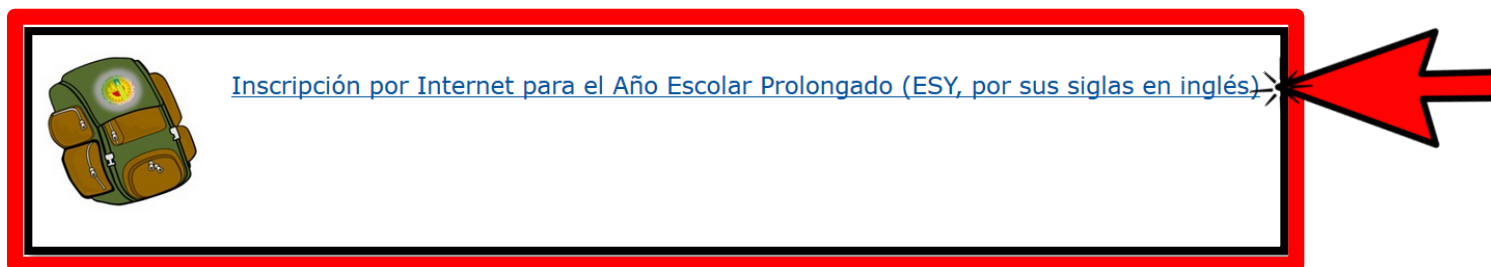 Inscripción por Internet para el Año Escolar Prolongado (ESY, por sus siglas en inglés)